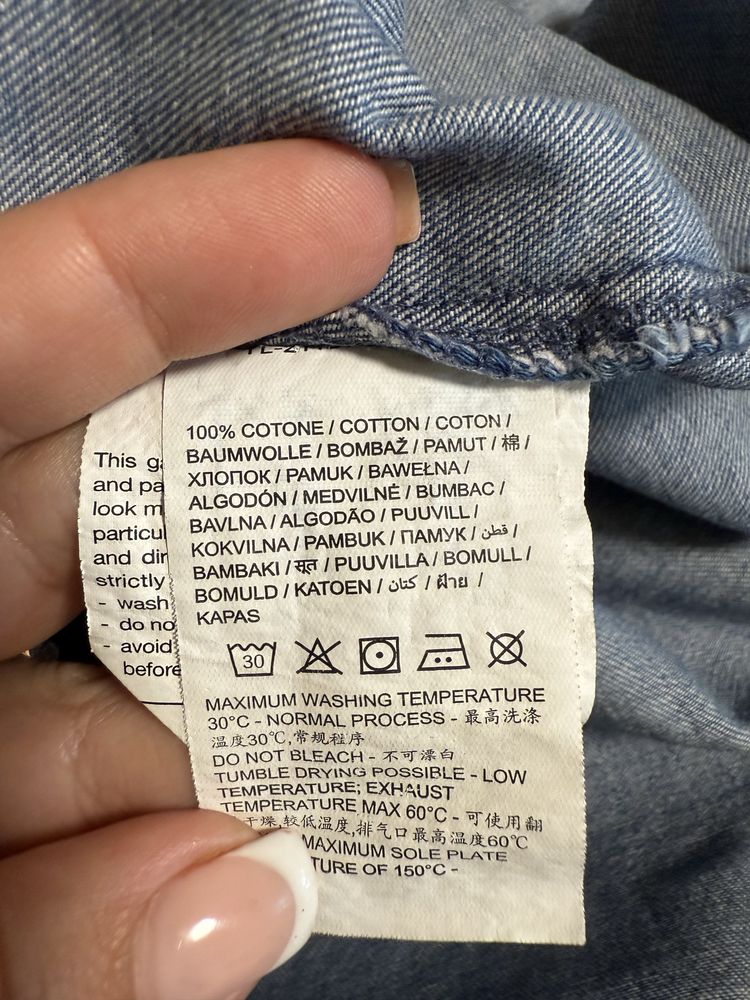 This
and
look
and
strictly
- wash
- do
- avoid
before
100% COTONE / COTTON / COTON /
BAUMWOLLE / BOMBAŽ / PAMUT / 棉 /
ХЛОПОК / PAMUK / BAWEŁNA /
ALGODÓN / MEDVILNĖ / BUMBAC /
BAVLNA / ALGODÃO / PUUVILL /
KOKVILNA / PAMBUK / ПАМУК / قطن /
BAMBAKI / सूत / PUUVILLA / BOMULL /
BOMULD / KATOEN / كتان / ฝ้าย /
KAPAS
30
MAXIMUM WASHING TEMPERATURE
30°C - NORMAL PROCESS - 最高洗涤
温度30℃,常规程序
DO NOT BLEACH - 不可漂白
TUMBLE DRYING POSSIBLE - LOW
TEMPERATURE; EXHAUST
TEMPERATURE MAX 60°C - 可使用翻
干燥,较低温度,排气口最高温度60℃
MAXIMUM SOLE PLATE
OF 150°C -